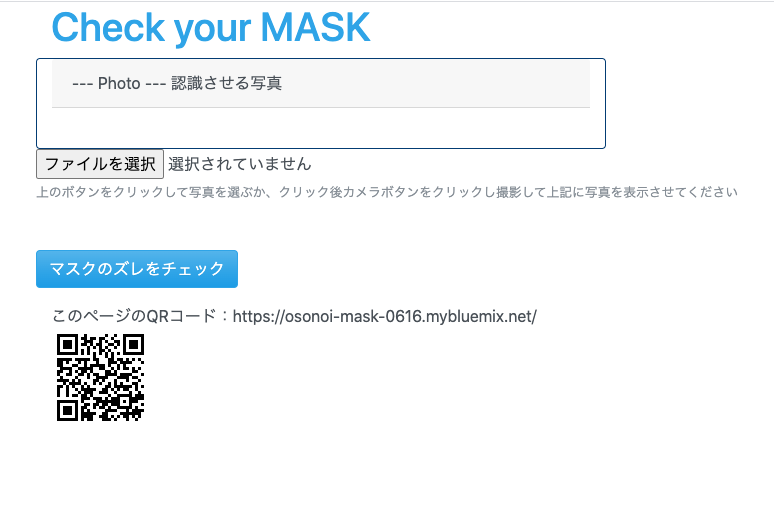 Check your MASK
--- Photo --- 認識させる写真
ファイルを選択 選択されていません
上のボタンをクリックして写真を選ぶか、クリック後カメラボタンをクリックし撮影して上記に写真を表示させてください
マスクのズレをチェック
このページのQRコード：https://osonoi-mask-0616.mybluemix.net/